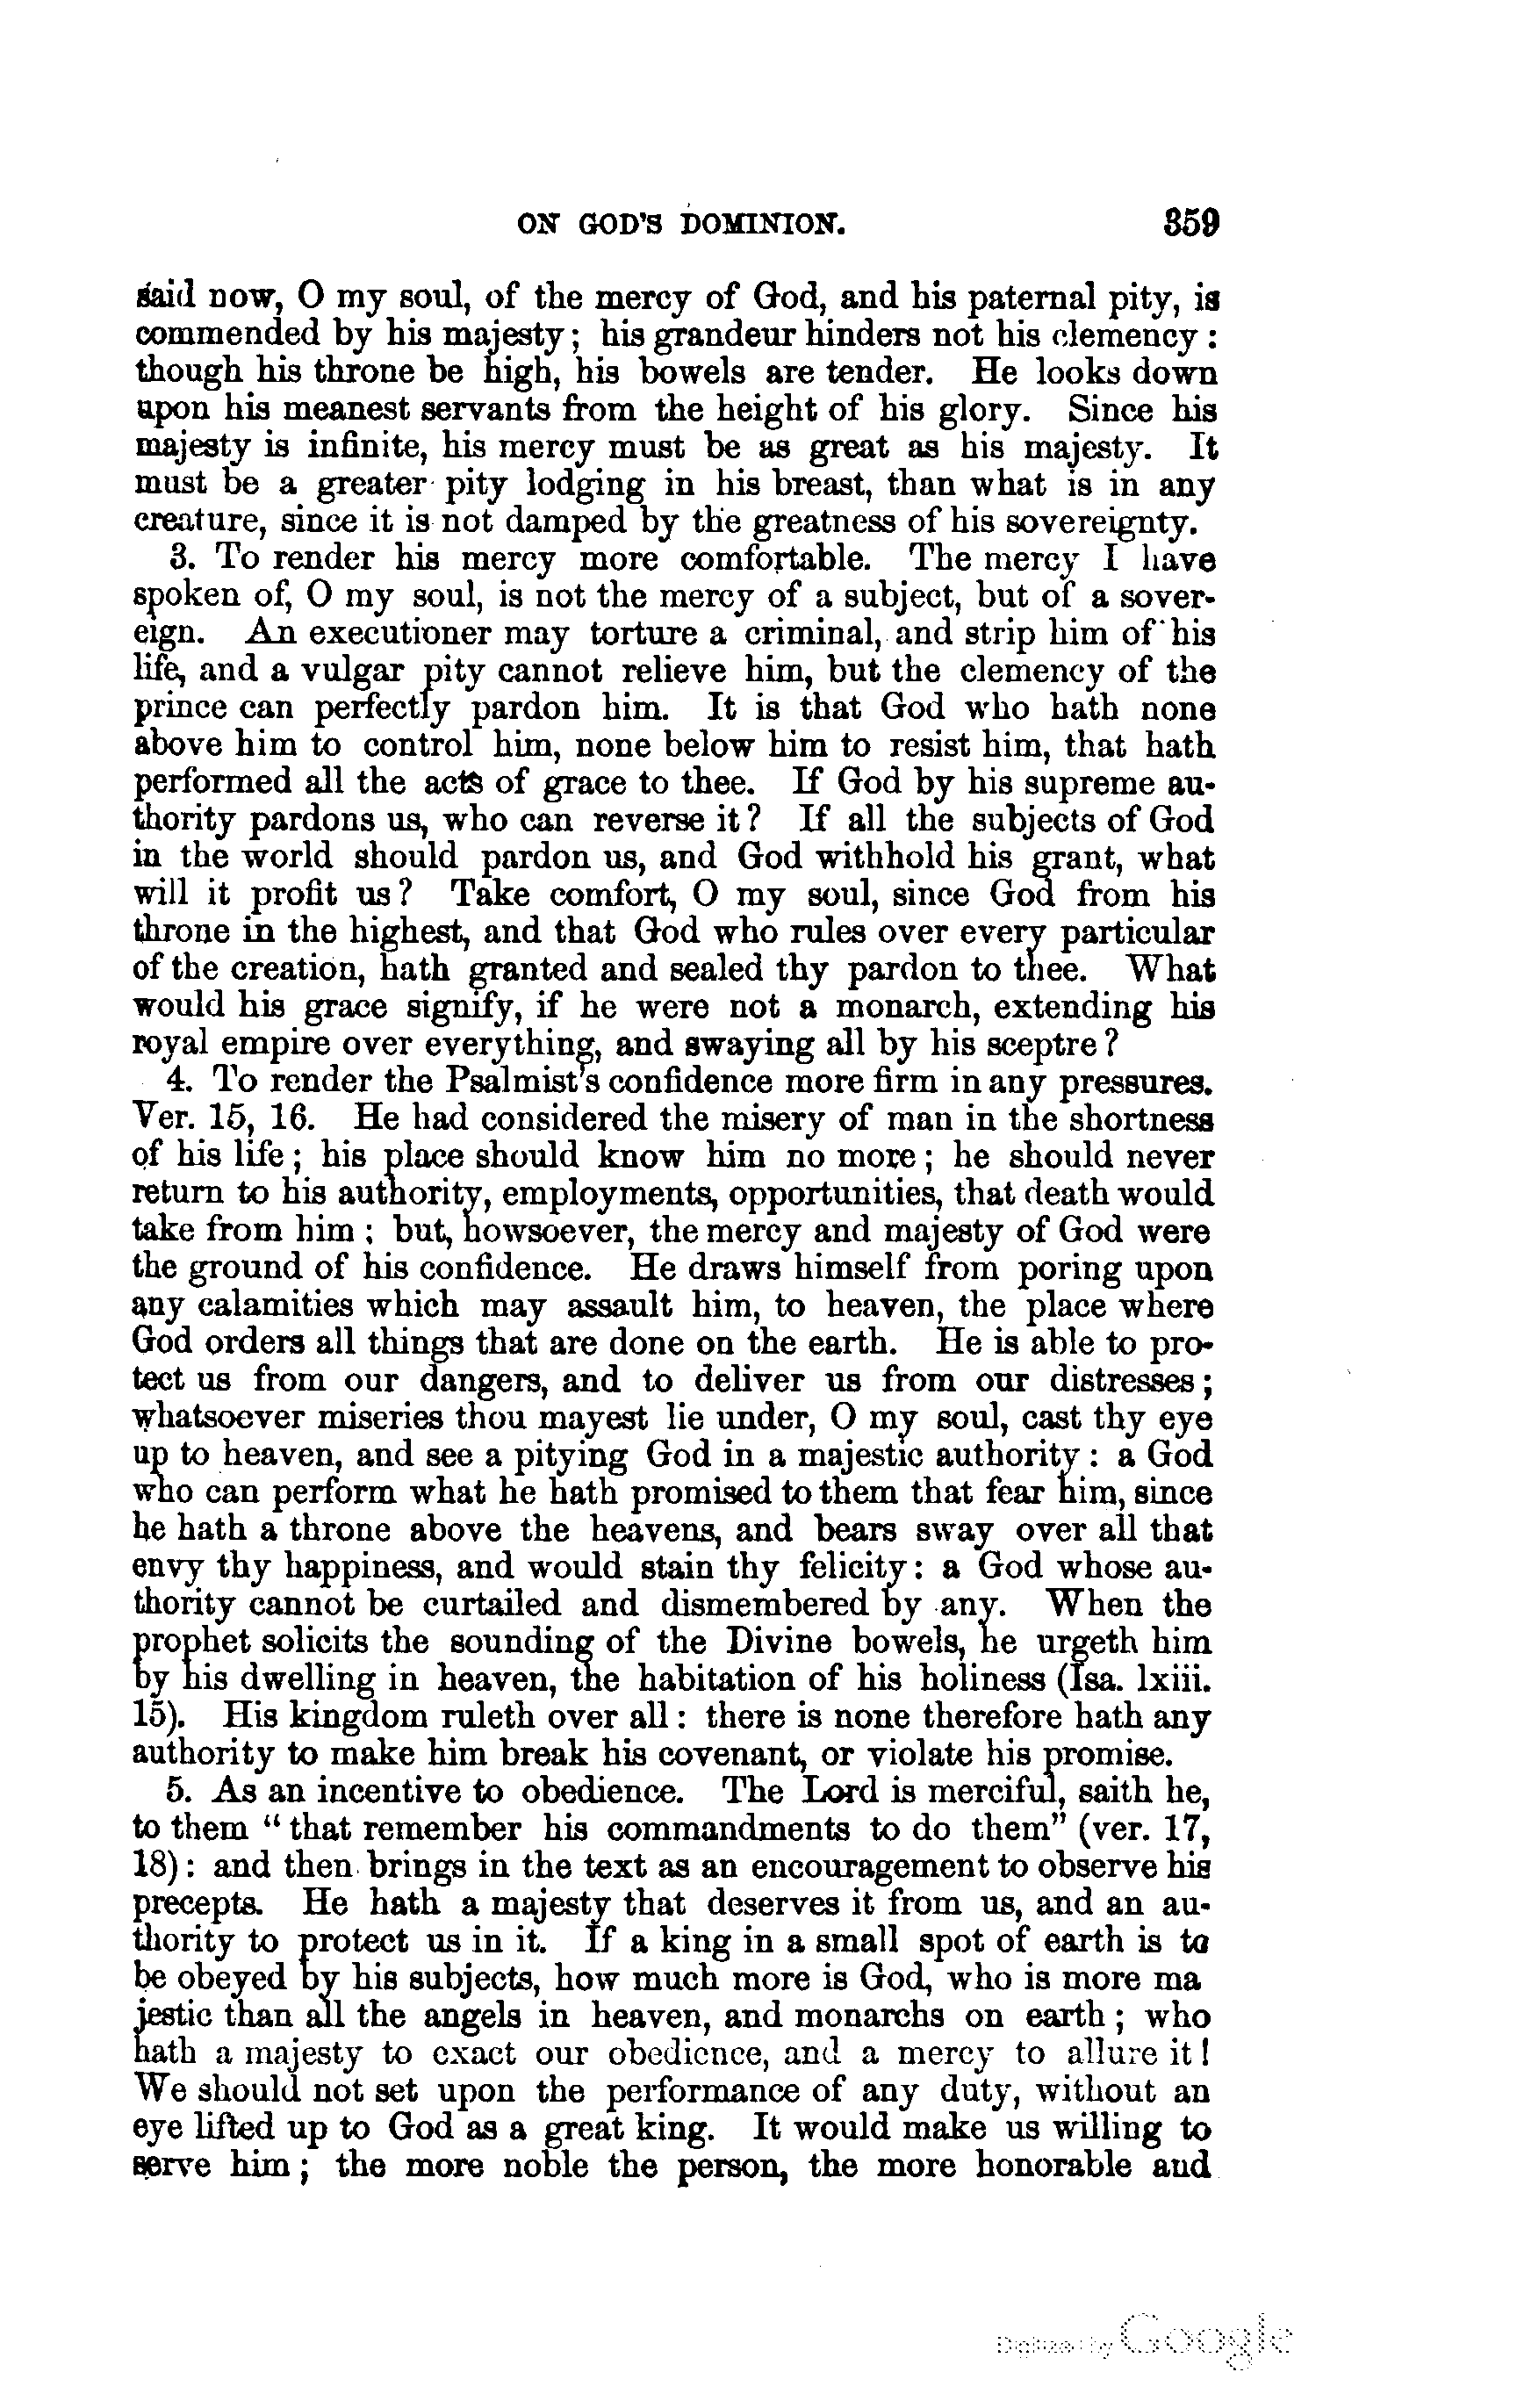 ON GOD'S DOMINION. 359
said now, O my soul, of the mercy of God, and his paternal pity, is
commended by his majesty; his grandeur hinders not his clemency:
though his throne be high, his bowels are tender. He looks down
upon his meanest servants from the height of his glory. Since his
majesty is infinite, his mercy must be as great as his majesty. It
must be a greater pity lodging in his breast, than what is in any
creature, since it is not damped by the greatness of his sovereignty.
3. To render his mercy more comfortable. The mercy I have
spoken of, O my soul, is not the mercy of a subject, but of a sover-
eign. An executioner may torture a criminal, and strip him of his
life, and a vulgar pity cannot relieve him, but the clemency of the
prince can perfectly pardon him. It is that God who hath none
above him to control him, none below him to resist him, that hath
performed all the acts of grace to thee. If God by his supreme au-
thority pardons us, who can reverse it? If all the subjects of God
in the world should pardon us, and God withhold his grant, what
will it profit us? Take comfort, O my soul, since God from his
throne in the highest, and that God who rules over every particular
of the creation, hath granted and sealed thy pardon to thee. What
would his grace signify, if he were not a monarch, extending his
royal empire over everything, and swaying all by his sceptre?
4. To render the Psalmist's confidence more firm in any pressures.
Ver. 15, 16. He had considered the misery of man in the shortness
of his life; his place should know him no more; he should never
return to his authority, employments, opportunities, that death would
take from him; but, howsoever, the mercy and majesty of God were
the ground of his confidence. He draws himself from poring upon
any calamities which may assault him, to heaven, the place where
God orders all things that are done on the earth. He is able to pro-
tect us from our dangers, and to deliver us from our distresses;
whatsoever miseries thou mayest lie under, O my soul, cast thy eye
up to heaven, and see a pitying God in a majestic authority: a God
who can perform what he hath promised to them that fear him, since
he hath a throne above the heavens, and bears sway over all that
envy thy happiness, and would stain thy felicity: a God whose au-
thority cannot be curtailed and dismembered by any. When the
prophet solicits the sounding of the Divine bowels, he urgeth him
by his dwelling in heaven, the habitation of his holiness (Isa. lxiii.
15). His kingdom ruleth over all: there is none therefore hath any
authority to make him break his covenant, or violate his promise.
5. As an incentive to obedience. The Lord is merciful, saith he,
to them "that remember his commandments to do them" (ver. 17,
18): and then brings in the text as an encouragement to observe his
precepts. He hath a majesty that deserves it from us, and an au-
thority to protect us in it. If a king in a small spot of earth is to
be obeyed by his subjects, how much more is God, who is more ma
jestic than all the angels in heaven, and monarchs on earth; who
hath a majesty to exact our obedience, and a mercy to allure it!
We should not set upon the performance of any duty, without an
eye lifted up to God as a great king. It would make us willing to
serve him; the more noble the person, the more honorable and
Digitized by Google